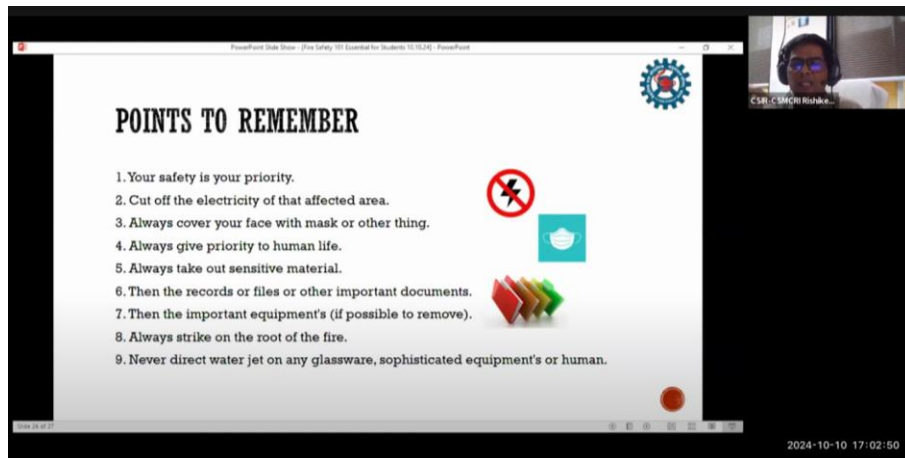 PowerPoint Slide Show - [Fire Safety 101 Essential for Students 10.10.24] - PowerPoint
CSIR-CSMCRI Rishike...
POINTS TO REMEMBER
1. Your safety is your priority.
2. Cut off the electricity of that affected area.
3. Always cover your face with mask or other thing.
4. Always give priority to human life.
5. Always take out sensitive material.
6. Then the records or files or other important documents.
7. Then the important equipment's (if possible to remove).
8. Always strike on the root of the fire.
9. Never direct water jet on any glassware, sophisticated equipment's or human.
Slide 26 of 27
2024-10-10 17:02:50